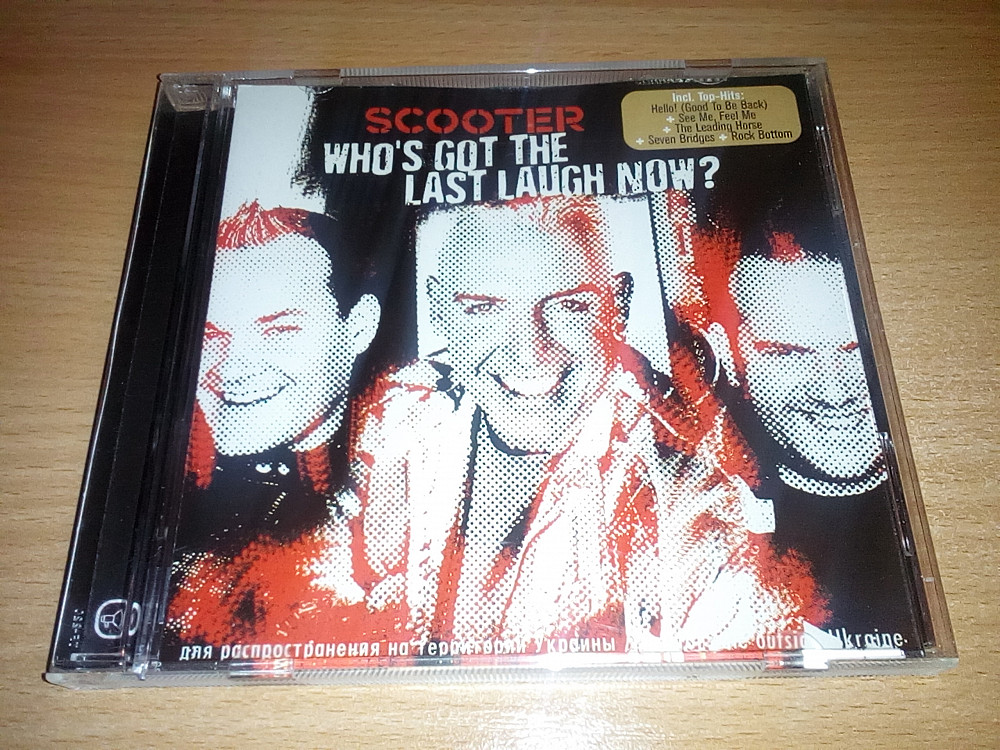 Incl. Top-Hits:
Hello! (Good To Be Back)
+ See Me, Feel Me
+ The Leading Horse
+ Seven Bridges + Rock Bottom
SCOOTER
WHO'S GOT THE
LAST LAUGH NOW?
для распространения на территории Украины outside Ukraine